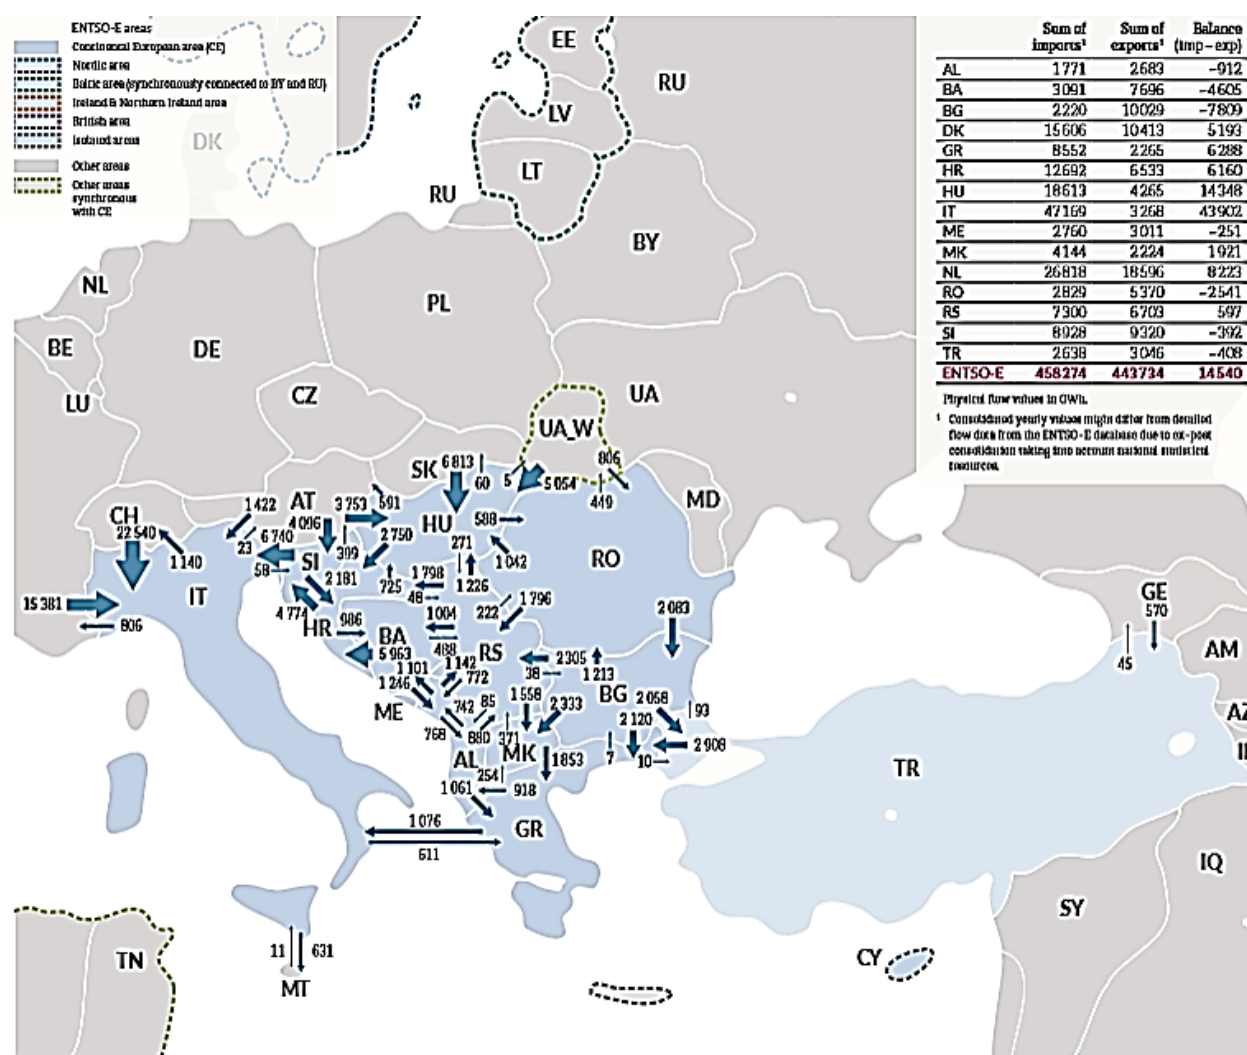 ENTSO-E areas
Continental European area (CE)
Nordic area
Baltic area (synchronously connected to BY and RU)
Ireland & Northern Ireland area
British area
Isolated areas
Other areas
Other areas
synchronous
with CE
Sum of imports¹ Sum of exports¹ Balance (imp – exp)
AL 1771 2683 −912
BA 3091 7696 −4605
BG 2220 10029 −7809
DK 15606 10413 5193
GR 8552 2265 6288
HR 12692 6533 6160
HU 18613 4265 14348
IT 47169 3268 43902
ME 2760 3011 −251
MK 4144 2224 1921
NL 26818 18596 8223
RO 2829 5370 −2541
RS 7300 6703 597
SI 8928 9320 −392
TR 2638 3046 −408
ENTSO-E 458274 443734 14540
Physical flow values in GWh.
¹ Consolidated yearly values might differ from detailed
flow data from the ENTSO-E database due to ex-post
consolidation taking into account national statistical
resources.
EE
RU
LV
DK
LT
RU
BY
NL
PL
BE
DE
LU
CZ
UA
UA_W
SK
6 813
60
5
5 054
806
449
MD
CH
22 540
1 422
AT
4 096
3 753
591
HU
588
23
6 740
399
2 750
271
1 042
RO
1 140
58
SI
2 181
725
1 798
48
1 226
IT
15 381
806
4 774
HR
986
1004
488
222
1 796
2 083
GE
570
45
AM
BA
5 963
RS
2 305
38
1 213
1 101
1 246
1 142
772
BG
ME
768
742
85
880
1 558
371
2 333
2 058
93
2 120
2 908
7
10
AL
MK
254
1853
1 061
918
AZ
TR
1 076
611
GR
IQ
SY
11
631
MT
TN
CY